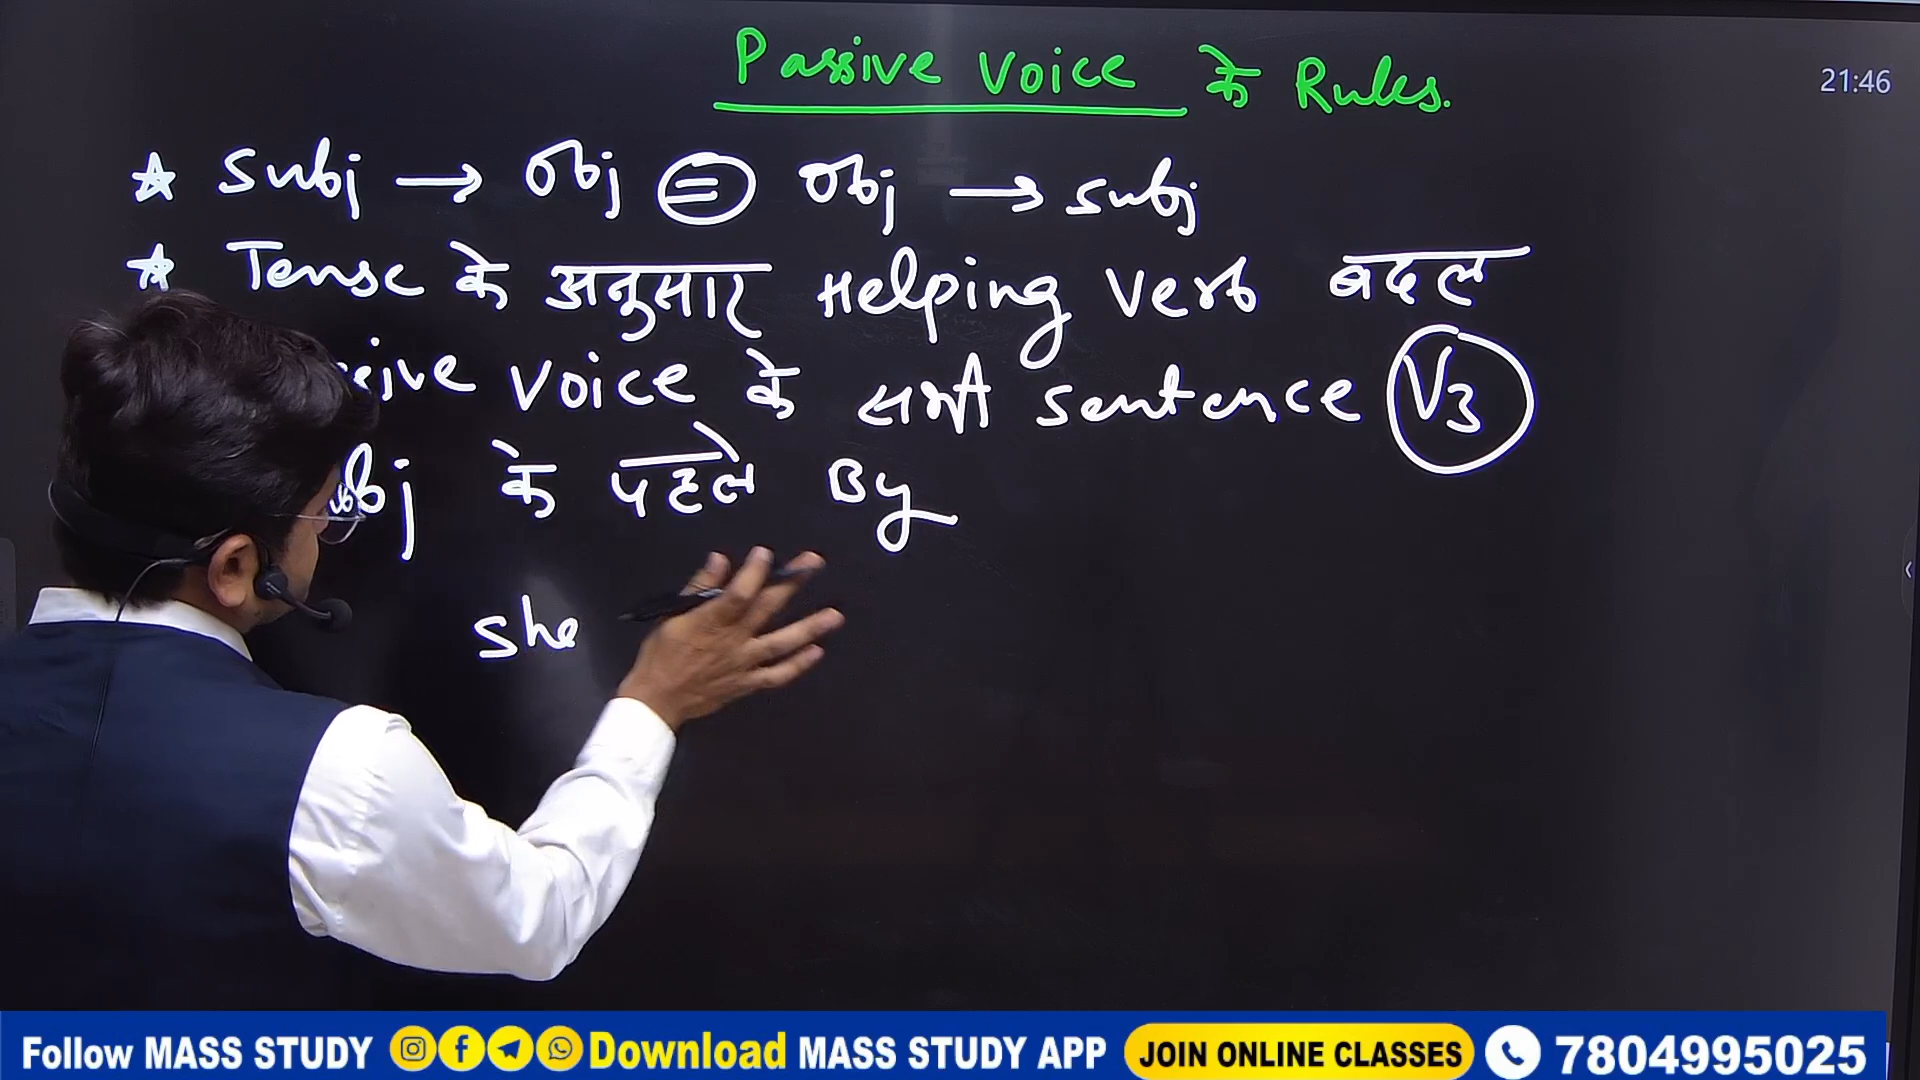 Passive Voice के Rules.
21:46
☆ Subj → Obj = Obj → Subj
☆ Tense के अनुसार Helping Verb बदल
sive Voice के सभी Sentence V3
bj के पहले By
She
Follow MASS STUDY Download MASS STUDY APP JOIN ONLINE CLASSES 7804995025